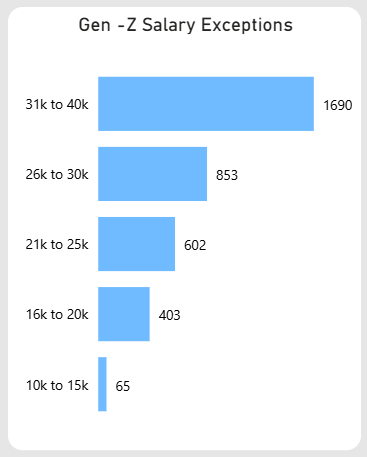 Gen -Z Salary Exceptions
31k to 40k 1690
26k to 30k 853
21k to 25k 602
16k to 20k 403
10k to 15k 65